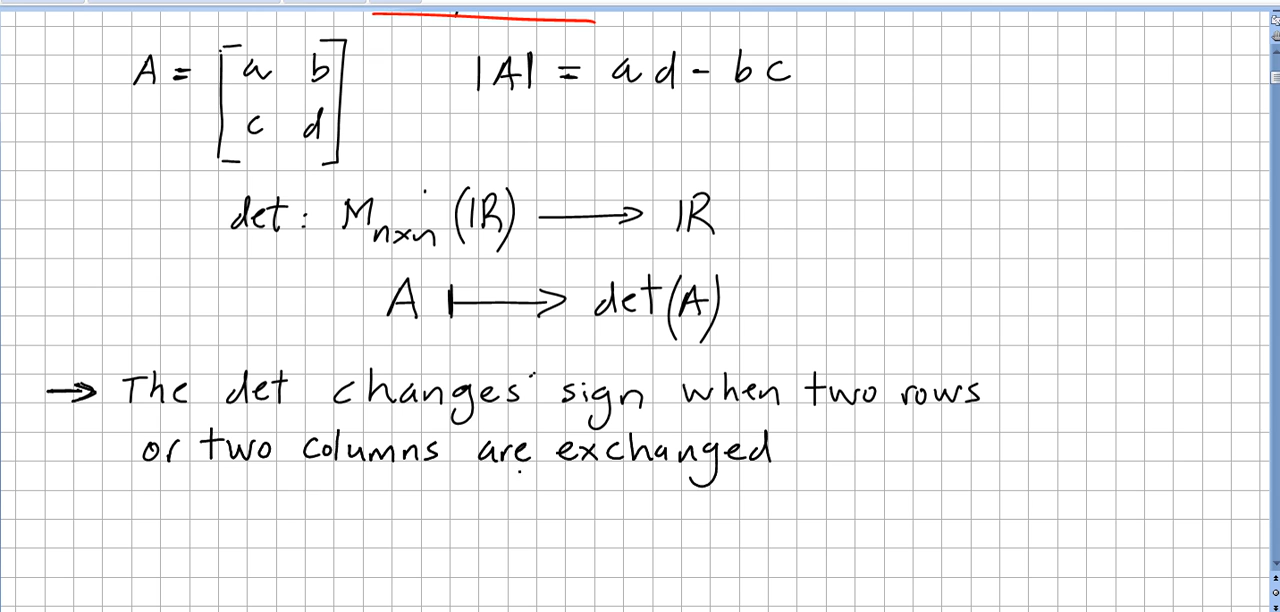 A = [a b
c d] |A| = ad - bc
det : M_{n×n} (ℝ) ⟶ ℝ
A ⟼ det(A)
→ The det changes sign when two rows
or two columns are exchanged